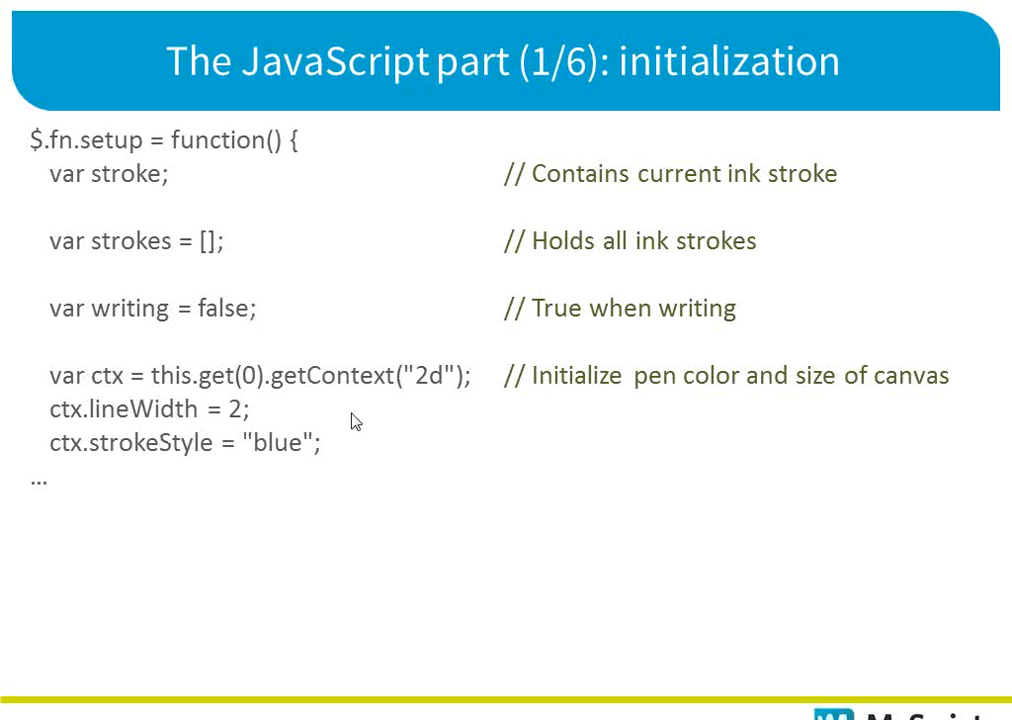 The JavaScript part (1/6): initialization
$.fn.setup = function() {
var stroke; // Contains current ink stroke
var strokes = []; // Holds all ink strokes
var writing = false; // True when writing
var ctx = this.get(0).getContext("2d"); // Initialize pen color and size of canvas
ctx.lineWidth = 2;
ctx.strokeStyle = "blue";
...